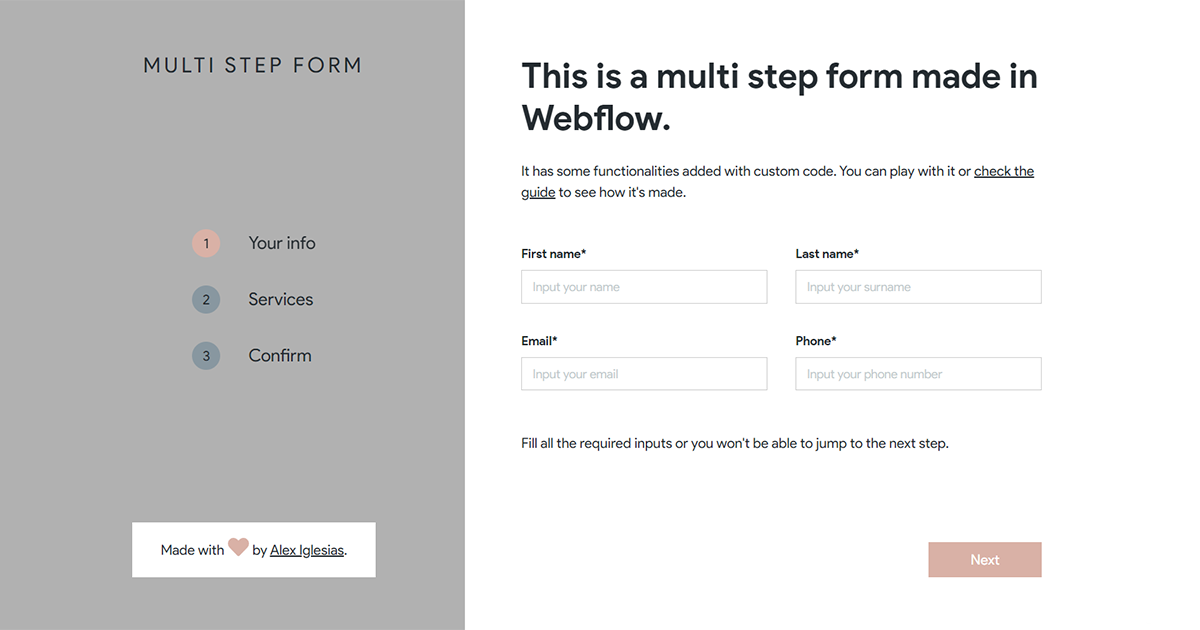 MULTI STEP FORM
1 Your info
2 Services
3 Confirm
Made with by Alex Iglesias.
This is a multi step form made in
Webflow.
It has some functionalities added with custom code. You can play with it or check the
guide to see how it's made.
First name* Last name*
Input your name Input your surname
Email* Phone*
Input your email Input your phone number
Fill all the required inputs or you won't be able to jump to the next step.
Next